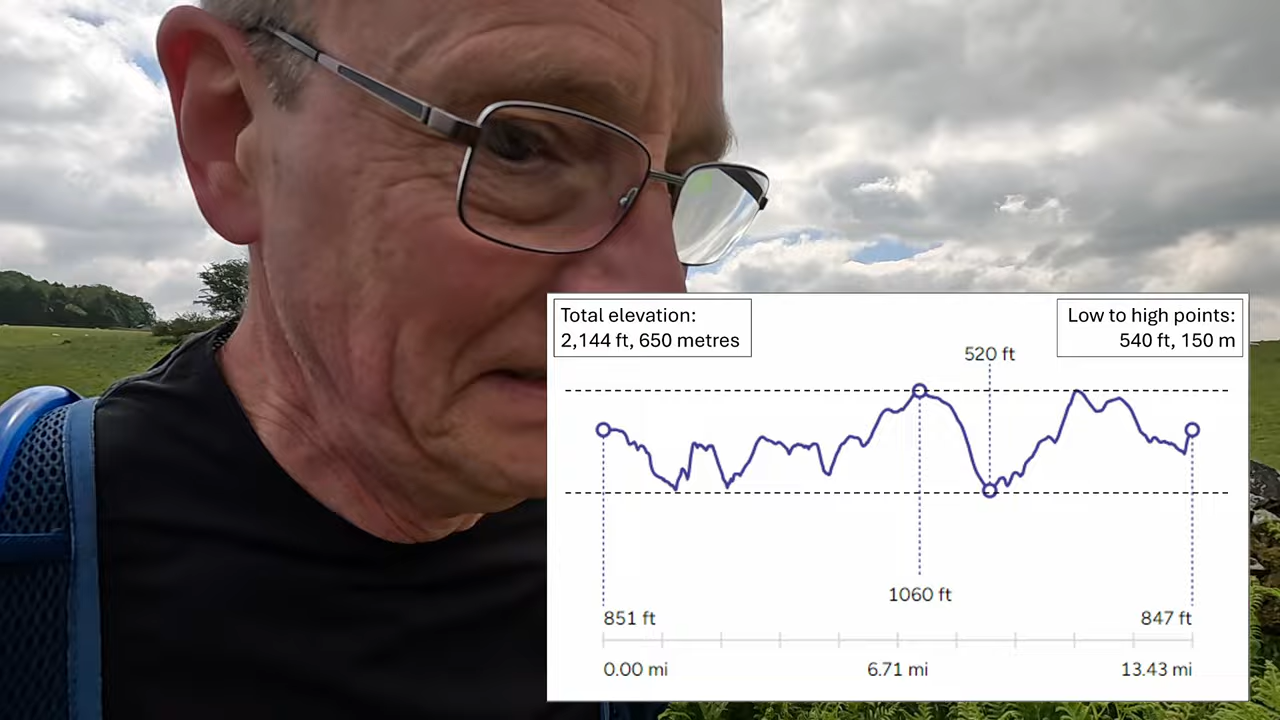 Total elevation:
2,144 ft, 650 metres
Low to high points:
540 ft, 150 m
520 ft
1060 ft
851 ft
847 ft
0.00 mi
6.71 mi
13.43 mi